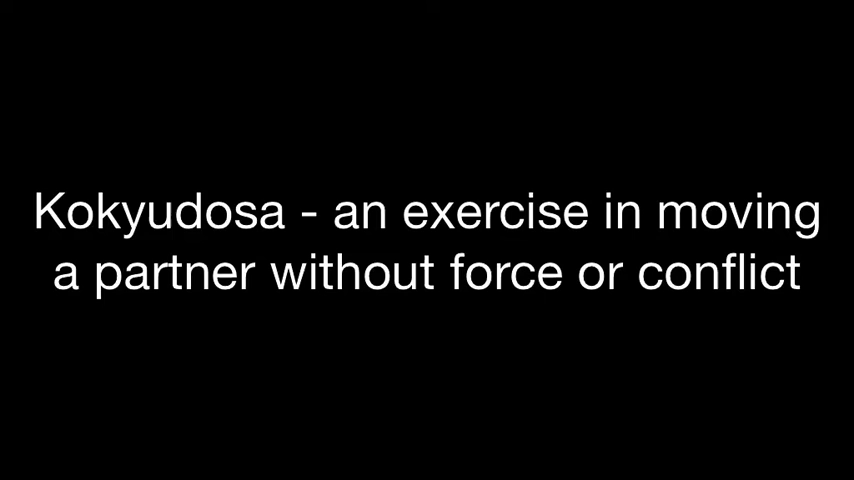 Kokyudosa - an exercise in moving
a partner without force or conflict